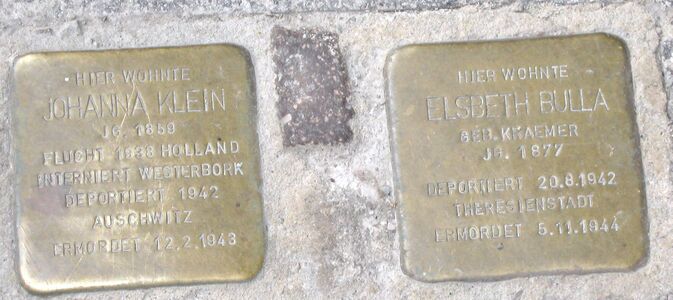 HIER WOHNTE
JOHANNA KLEIN
JG. 1859
FLUCHT 1938 HOLLAND
INTERNIERT WESTERBORK
DEPORTIERT 1942
AUSCHWITZ
ERMORDET 12.2.1943
HIER WOHNTE
ELSBETH BULLA
GEB. KRAEMER
JG. 1877
DEPORTIERT 20.8.1942
THERESIENSTADT
ERMORDET 5.11.1944